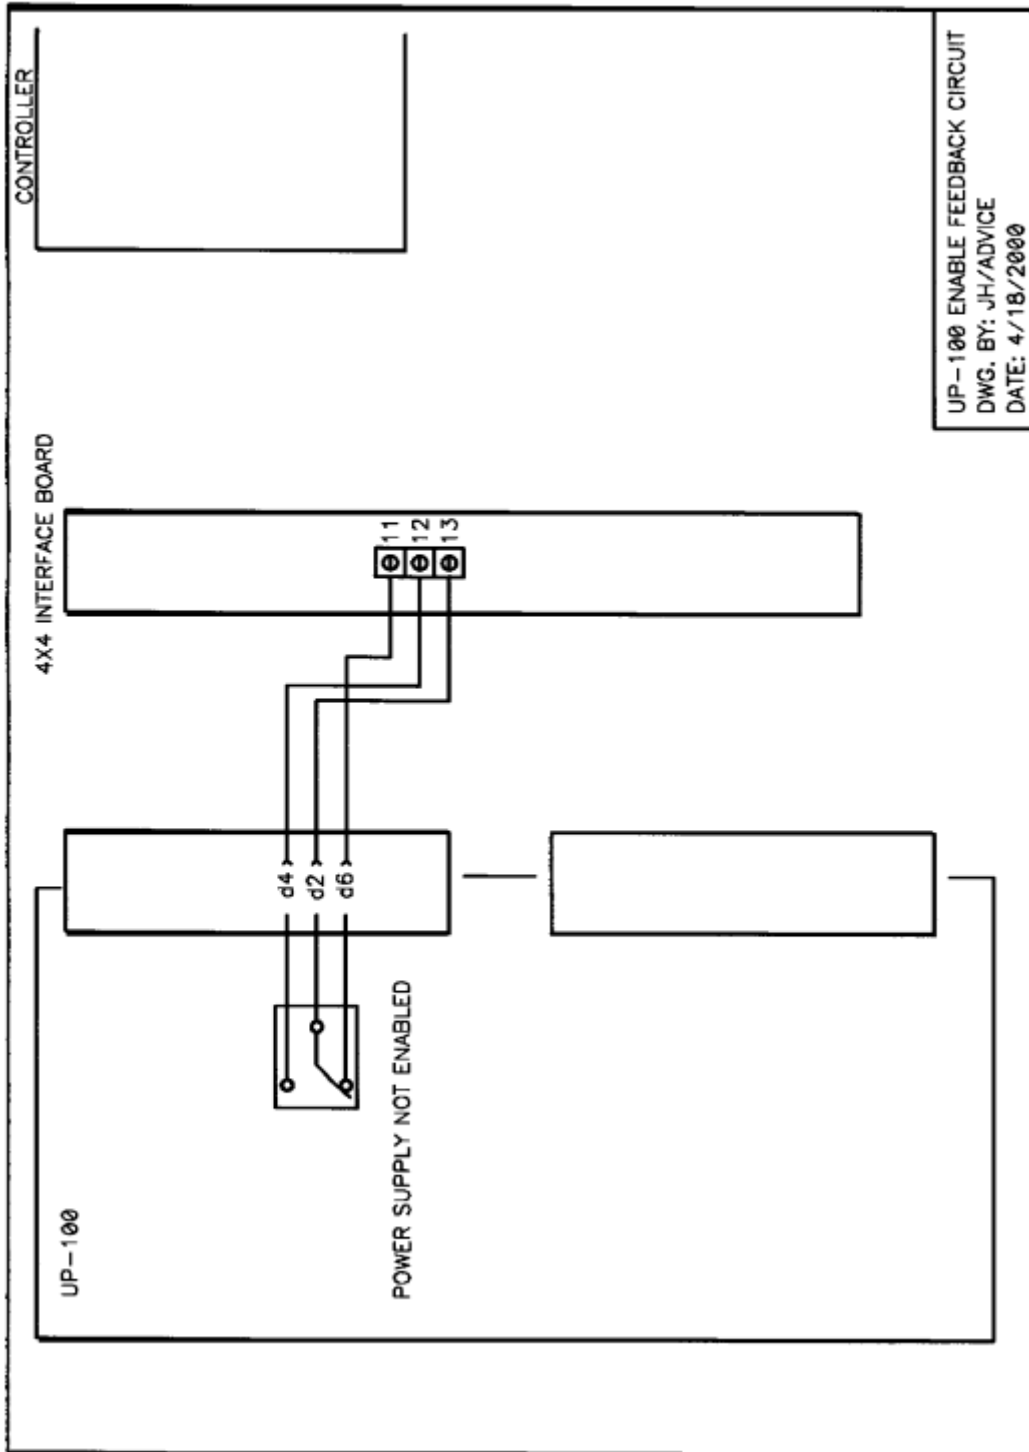 UP-100
4X4 INTERFACE BOARD
CONTROLLER
d4
d2
d6
11
12
13
POWER SUPPLY NOT ENABLED
UP-100 ENABLE FEEDBACK CIRCUIT
DWG. BY: JH/ADVICE
DATE: 4/18/2000